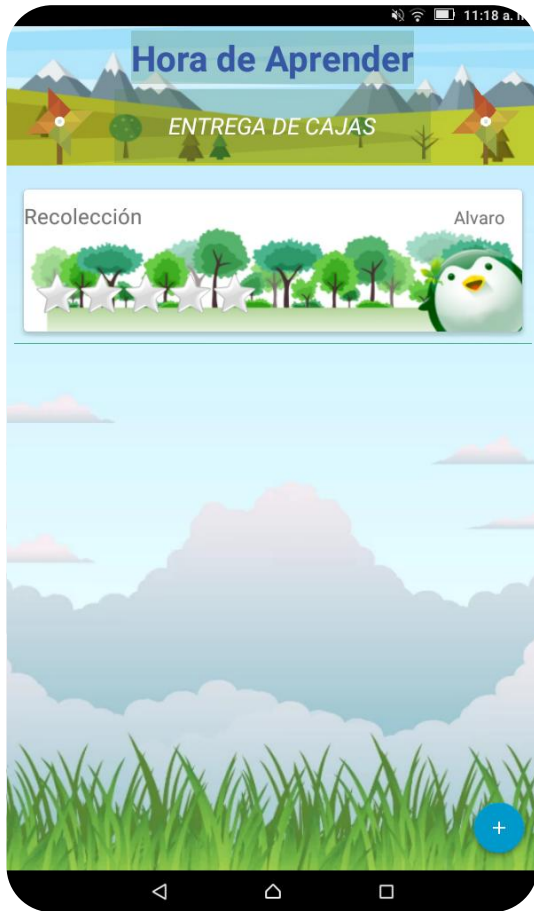 11:18 a.
Hora de Aprender
ENTREGA DE CAJAS
Recolección
Alvaro
+